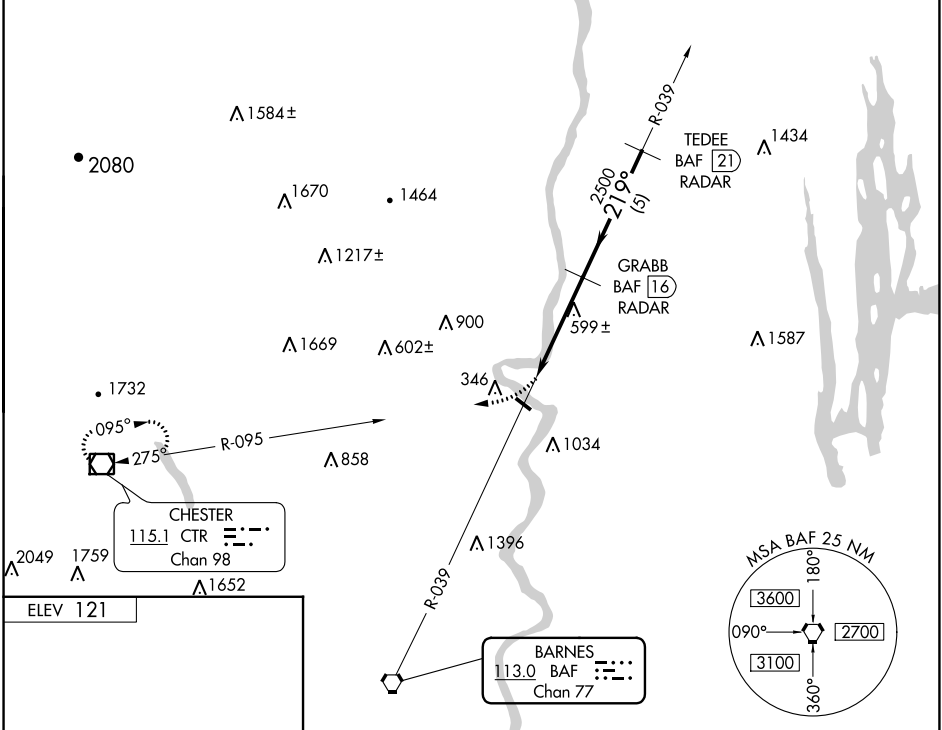 R-039
1584±
2080
1434
TEDEE
BAF 21
RADAR
2500
219°
(5)
1670
1464
1217±
GRABB
BAF 16
RADAR
599±
900
1669
602±
1587
346
1732
095°
R-095
275°
858
1034
CHESTER
115.1 CTR
Chan 98
1396
2049
1759
1652
R-039
ELEV 121
BARNES
113.0 BAF
Chan 77
MSA BAF 25 NM
180°
3600
090°
2700
3100
360°